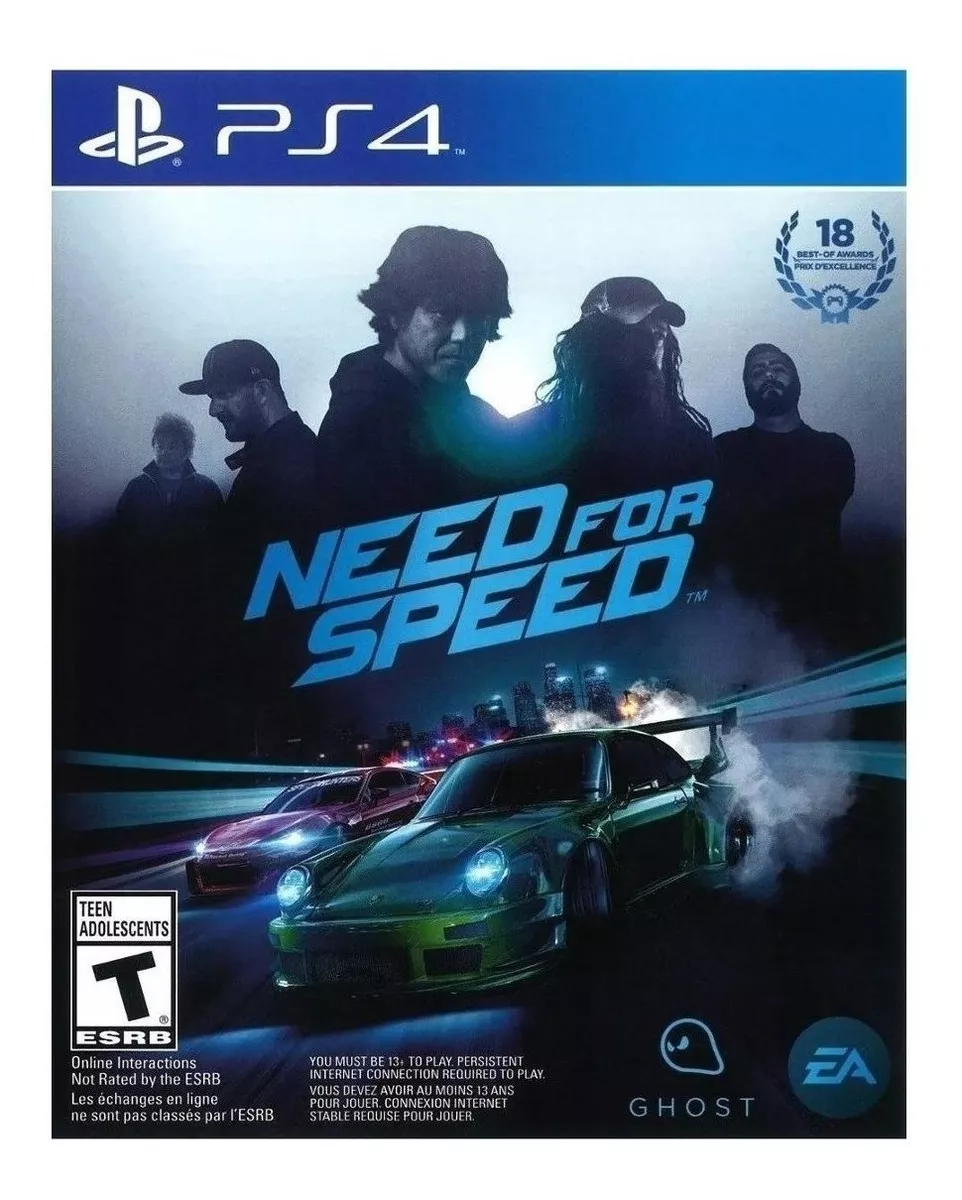 PS4™
18
BEST-OF AWARDS
PRIX D'EXCELLENCE
NEED FOR
SPEED™
TEEN
ADOLESCENTS
T®
ESRB
Online Interactions
Not Rated by the ESRB
Les échanges en ligne
ne sont pas classés par l'ESRB
YOU MUST BE 13+ TO PLAY. PERSISTENT
INTERNET CONNECTION REQUIRED TO PLAY.
VOUS DEVEZ AVOIR AU MOINS 13 ANS
POUR JOUER. CONNEXION INTERNET
STABLE REQUISE POUR JOUER.
GHOST
EA